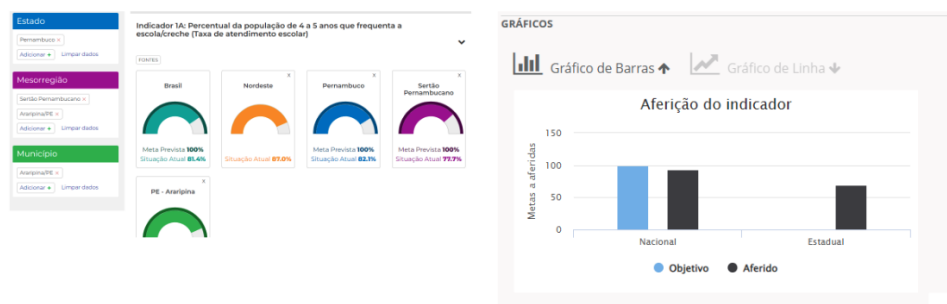 Estado
Pernambuco ×
Adicionar + Limpar dados
Mesorregião
Sertão Pernambucano ×
Araripina/PE ×
Adicionar + Limpar dados
Município
Araripina/PE ×
Adicionar + Limpar dados
Indicador 1A: Percentual da população de 4 a 5 anos que frequenta a
escola/creche (Taxa de atendimento escolar)
FONTES
Brasil
Meta Prevista 100%
Situação Atual 81.4%
x
Nordeste
Situação Atual 87.0%
x
Pernambuco
Meta Prevista 100%
Situação Atual 82.1%
x
Sertão
Pernambucano
Meta Prevista 100%
Situação Atual 77.7%
x
PE - Araripina
GRÁFICOS
Gráfico de Barras Gráfico de Linha
Aferição do indicador
Metas a aferidas
150
100
50
0
Nacional Estadual
Objetivo Aferido